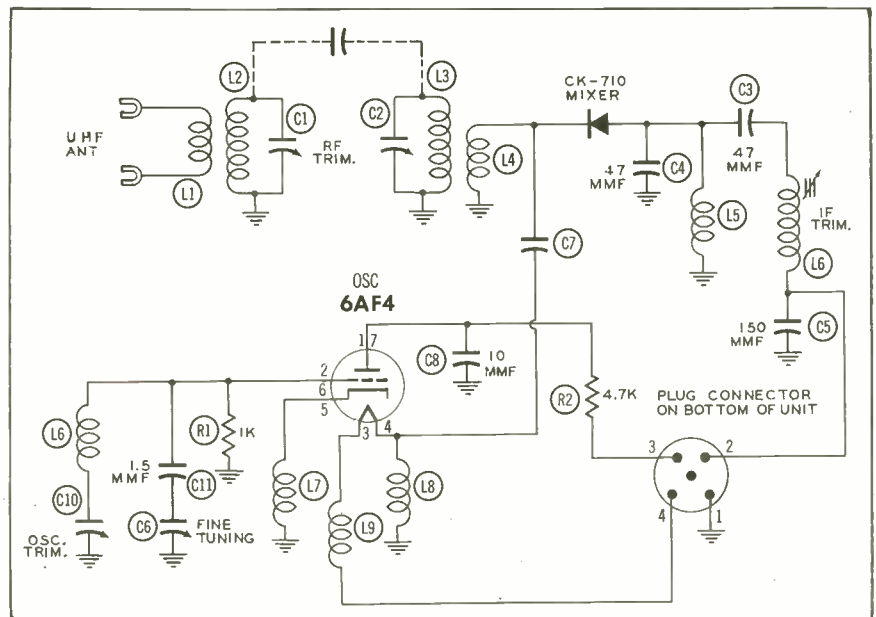 UHF
ANT
L1
L2
C1
RF
TRIM.
C2
L3
L4
CK-710
MIXER
C3
47
MMF
47
MMF
C4
L5
IF
TRIM.
L6
C7
150
MMF
C5
OSC
6AF4
1 7
2
6
5
3
4
C8
10
MMF
R2
4.7K
PLUG CONNECTOR
ON BOTTOM OF UNIT
3
2
4
1
L6
R1
1K
1.5
MMF
C11
C10
OSC.
TRIM.
C6
FINE
TUNING
L7
L8
L9